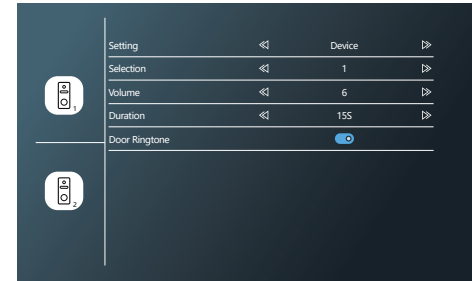 Setting Device
Selection 1
Volume 6
Duration 15S
Door Ringtone
1
2